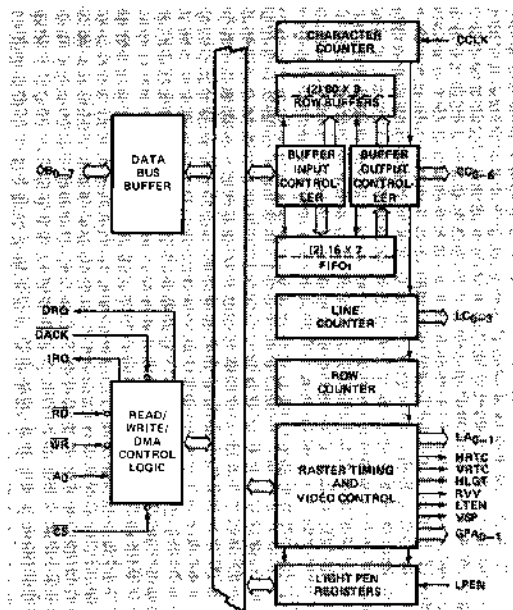 CHARACTER
COUNTER
CCLK
(2) 80 X 8
ROW BUFFERS
DATA
BUS
BUFFER
DB0–7
BUFFER
INPUT
CONTROL-
LER
BUFFER
OUTPUT
CONTROL-
LER
CC0–6
(2) 16 X 7
FIFOs
DRQ
DACK
IRQ
RD
WR
A0
CS
READ/
WRITE/
DMA
CONTROL
LOGIC
LINE
COUNTER
LC0–3
ROW
COUNTER
RASTER TIMING
AND
VIDEO CONTROL
LA0–1
HRTC
VRTC
HLGT
RVV
LTEN
VSP
GPA0–1
LIGHT PEN
REGISTERS
LPEN